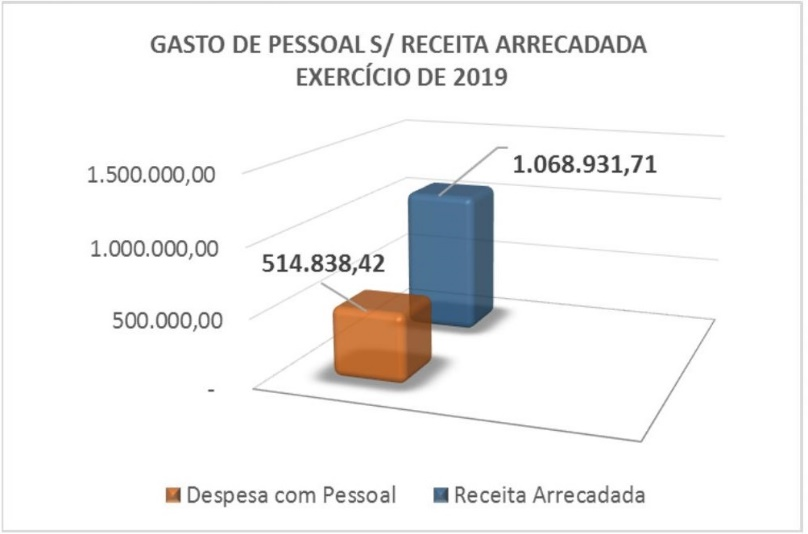 GASTO DE PESSOAL S/ RECEITA ARRECADADA
EXERCÍCIO DE 2019
1.500.000,00
1.068.931,71
1.000.000,00
514.838,42
500.000,00
-
Despesa com Pessoal
Receita Arrecadada